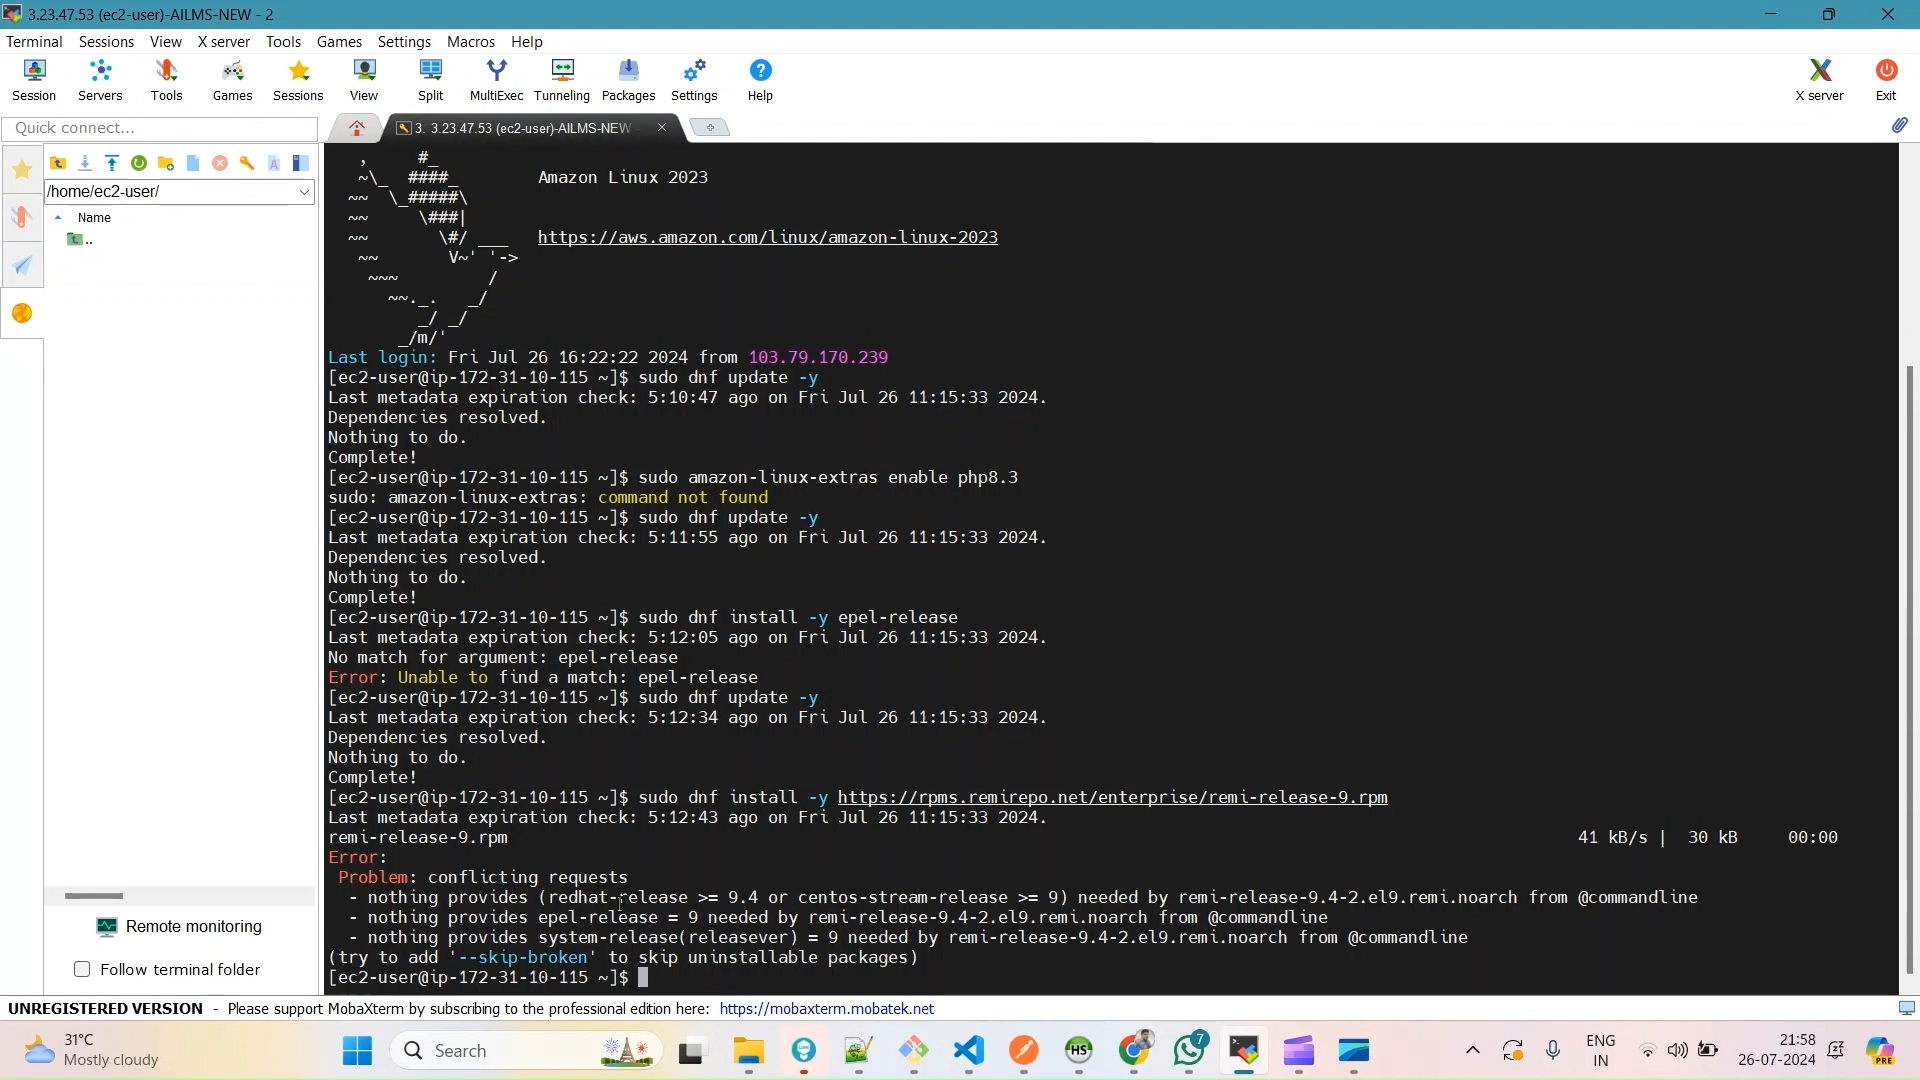 3.23.47.53 (ec2-user)-AILMS-NEW - 2
Terminal Sessions View X server Tools Games Settings Macros Help
Session Servers Tools Games Sessions View Split MultiExec Tunneling Packages Settings Help X server Exit
Quick connect...
3. 3.23.47.53 (ec2-user)-AILMS-NEW
/home/ec2-user/
Name
..
, #_
~\_ ####_ Amazon Linux 2023
~~ \_#####\
~~ \###|
~~ \#/ ___ https://aws.amazon.com/linux/amazon-linux-2023
~~ V~' '->
~~~ /
~~._. _/
_/ _/
_/m/'
Last login: Fri Jul 26 16:22:22 2024 from 103.79.170.239
[ec2-user@ip-172-31-10-115 ~]$ sudo dnf update -y
Last metadata expiration check: 5:10:47 ago on Fri Jul 26 11:15:33 2024.
Dependencies resolved.
Nothing to do.
Complete!
[ec2-user@ip-172-31-10-115 ~]$ sudo amazon-linux-extras enable php8.3
sudo: amazon-linux-extras: command not found
[ec2-user@ip-172-31-10-115 ~]$ sudo dnf update -y
Last metadata expiration check: 5:11:55 ago on Fri Jul 26 11:15:33 2024.
Dependencies resolved.
Nothing to do.
Complete!
[ec2-user@ip-172-31-10-115 ~]$ sudo dnf install -y epel-release
Last metadata expiration check: 5:12:05 ago on Fri Jul 26 11:15:33 2024.
No match for argument: epel-release
Error: Unable to find a match: epel-release
[ec2-user@ip-172-31-10-115 ~]$ sudo dnf update -y
Last metadata expiration check: 5:12:34 ago on Fri Jul 26 11:15:33 2024.
Dependencies resolved.
Nothing to do.
Complete!
[ec2-user@ip-172-31-10-115 ~]$ sudo dnf install -y https://rpms.remirepo.net/enterprise/remi-release-9.rpm
Last metadata expiration check: 5:12:43 ago on Fri Jul 26 11:15:33 2024.
remi-release-9.rpm 41 kB/s | 30 kB 00:00
Error:
Problem: conflicting requests
- nothing provides (redhat-release >= 9.4 or centos-stream-release >= 9) needed by remi-release-9.4-2.el9.remi.noarch from @commandline
- nothing provides epel-release = 9 needed by remi-release-9.4-2.el9.remi.noarch from @commandline
- nothing provides system-release(releasever) = 9 needed by remi-release-9.4-2.el9.remi.noarch from @commandline
(try to add '--skip-broken' to skip uninstallable packages)
[ec2-user@ip-172-31-10-115 ~]$
Remote monitoring
Follow terminal folder
UNREGISTERED VERSION - Please support MobaXterm by subscribing to the professional edition here: https://mobaxterm.mobatek.net
31°C
Mostly cloudy
Search
HS
7
ENG
IN
21:58
26-07-2024
PRE